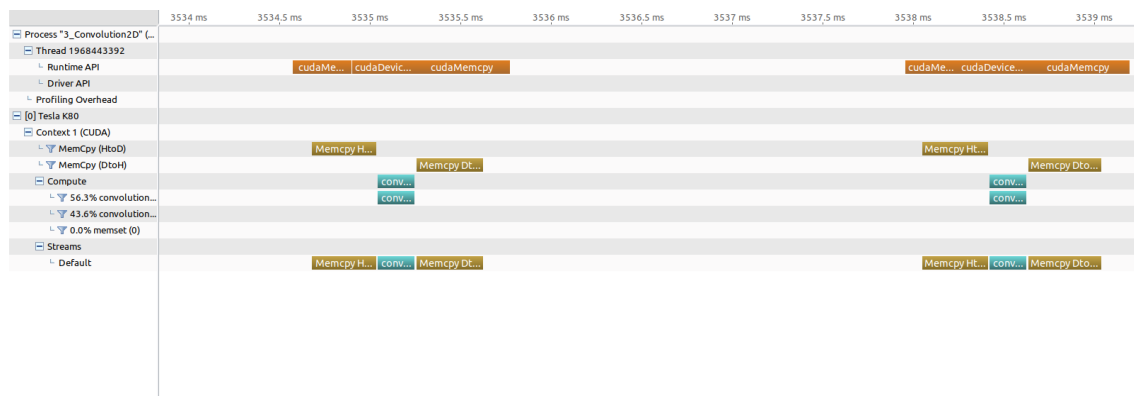 3534 ms 3534.5 ms 3535 ms 3535.5 ms 3536 ms 3536.5 ms 3537 ms 3537.5 ms 3538 ms 3538.5 ms 3539 ms
Process "3_Convolution2D" (...
Thread 1968443392
Runtime API cudaMe... cudaDevic... cudaMemcpy cudaMe... cudaDevice... cudaMemcpy
Driver API
Profiling Overhead
[0] Tesla K80
Context 1 (CUDA)
MemCpy (HtoD) Memcpy H... Memcpy Ht...
MemCpy (DtoH) Memcpy Dt... Memcpy Dto...
Compute conv... conv...
56.3% convolution... conv... conv...
43.6% convolution...
0.0% memset (0)
Streams
Default Memcpy H... conv... Memcpy Dt... Memcpy Ht... conv... Memcpy Dto...